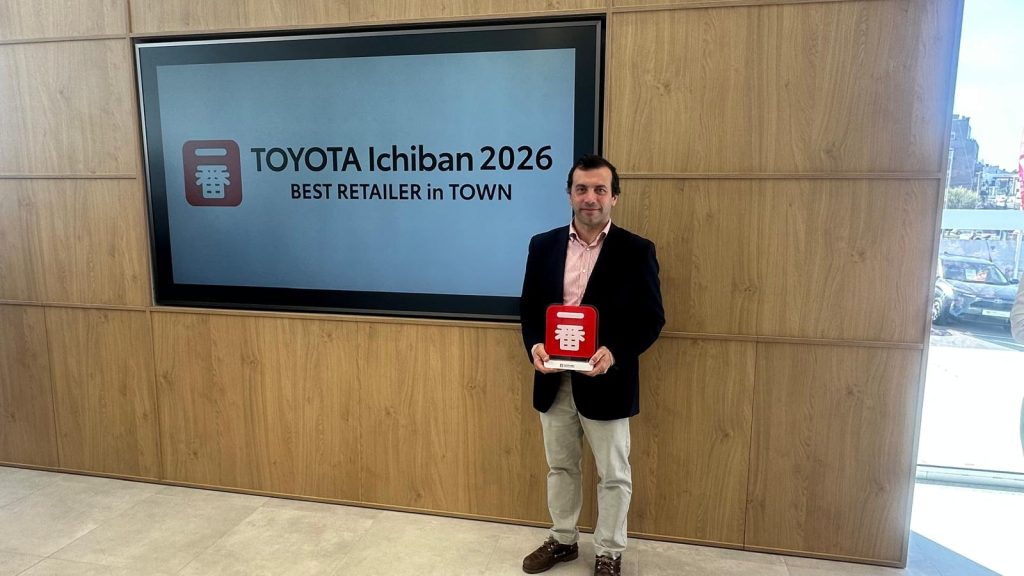 一番
TOYOTA Ichiban 2026
BEST RETAILER in TOWN
一番